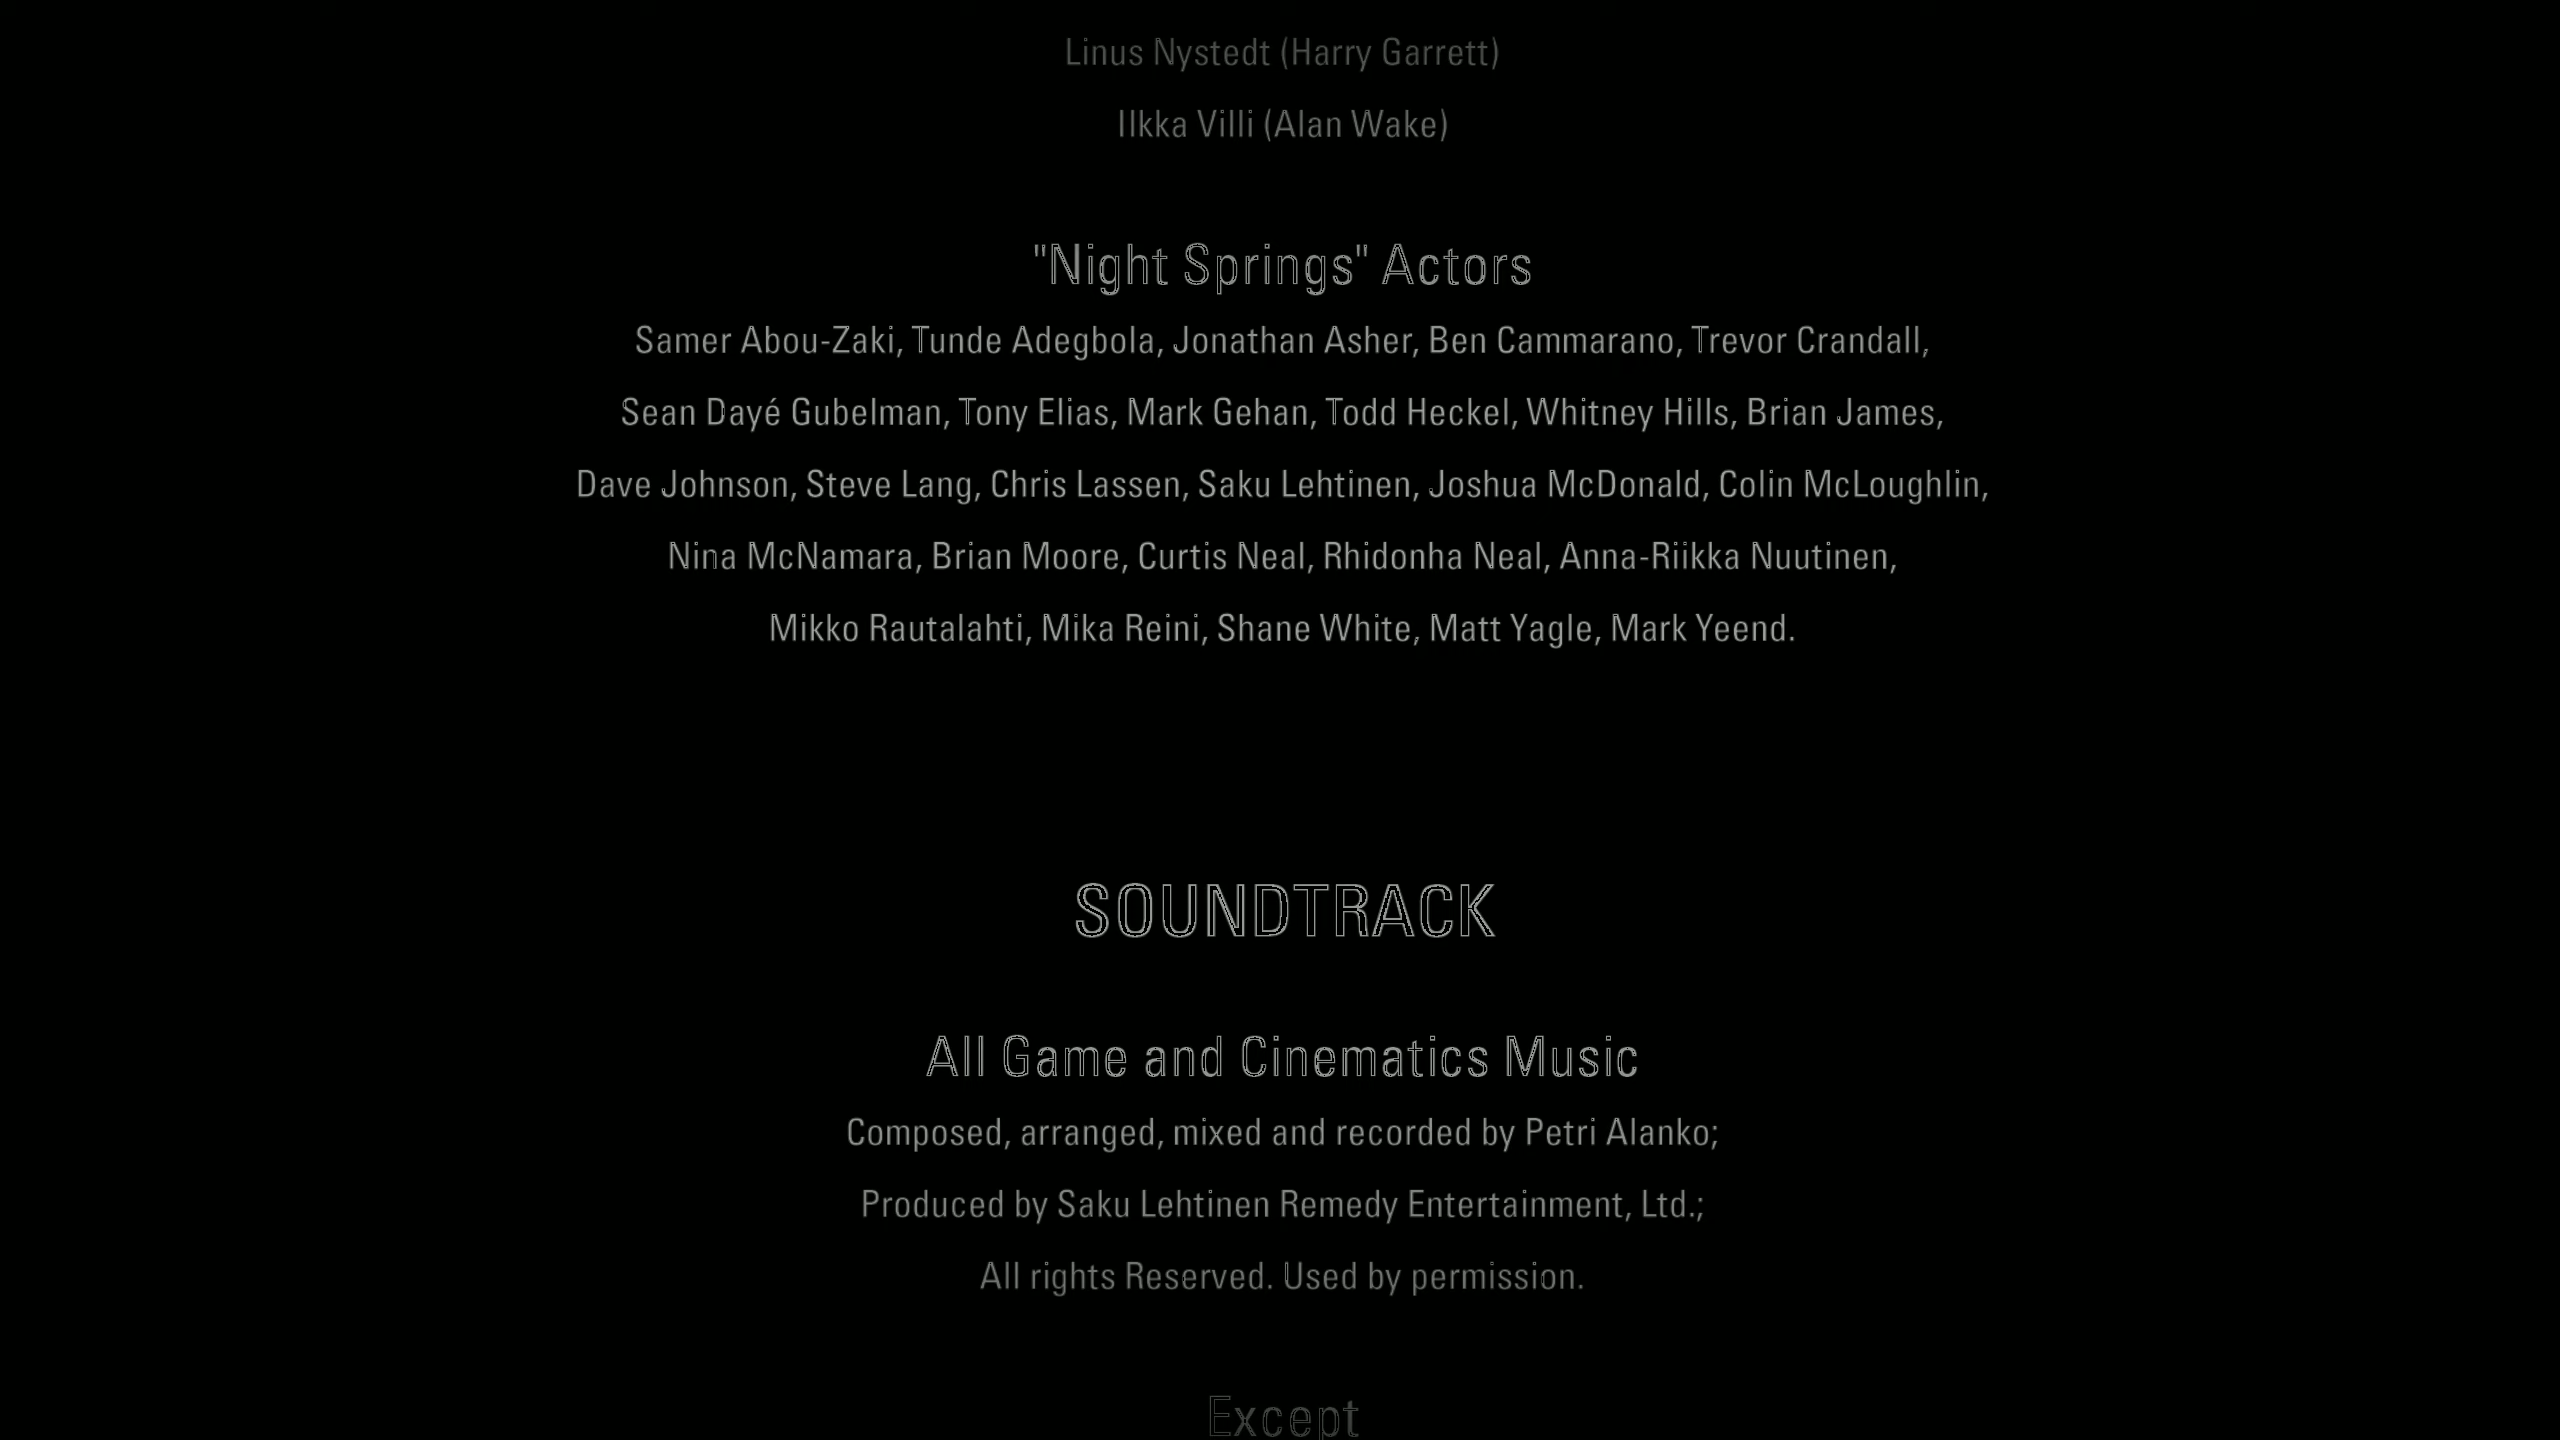 Linus Nystedt (Harry Garrett)
Ilkka Villi (Alan Wake)
"Night Springs" Actors
Samer Abou-Zaki, Tunde Adegbola, Jonathan Asher, Ben Cammarano, Trevor Crandall,
Sean Dayé Gubelman, Tony Elias, Mark Gehan, Todd Heckel, Whitney Hills, Brian James,
Dave Johnson, Steve Lang, Chris Lassen, Saku Lehtinen, Joshua McDonald, Colin McLoughlin,
Nina McNamara, Brian Moore, Curtis Neal, Rhidonha Neal, Anna-Riikka Nuutinen,
Mikko Rautalahti, Mika Reini, Shane White, Matt Yagle, Mark Yeend.
SOUNDTRACK
All Game and Cinematics Music
Composed, arranged, mixed and recorded by Petri Alanko;
Produced by Saku Lehtinen Remedy Entertainment, Ltd.;
All rights Reserved. Used by permission.
Except